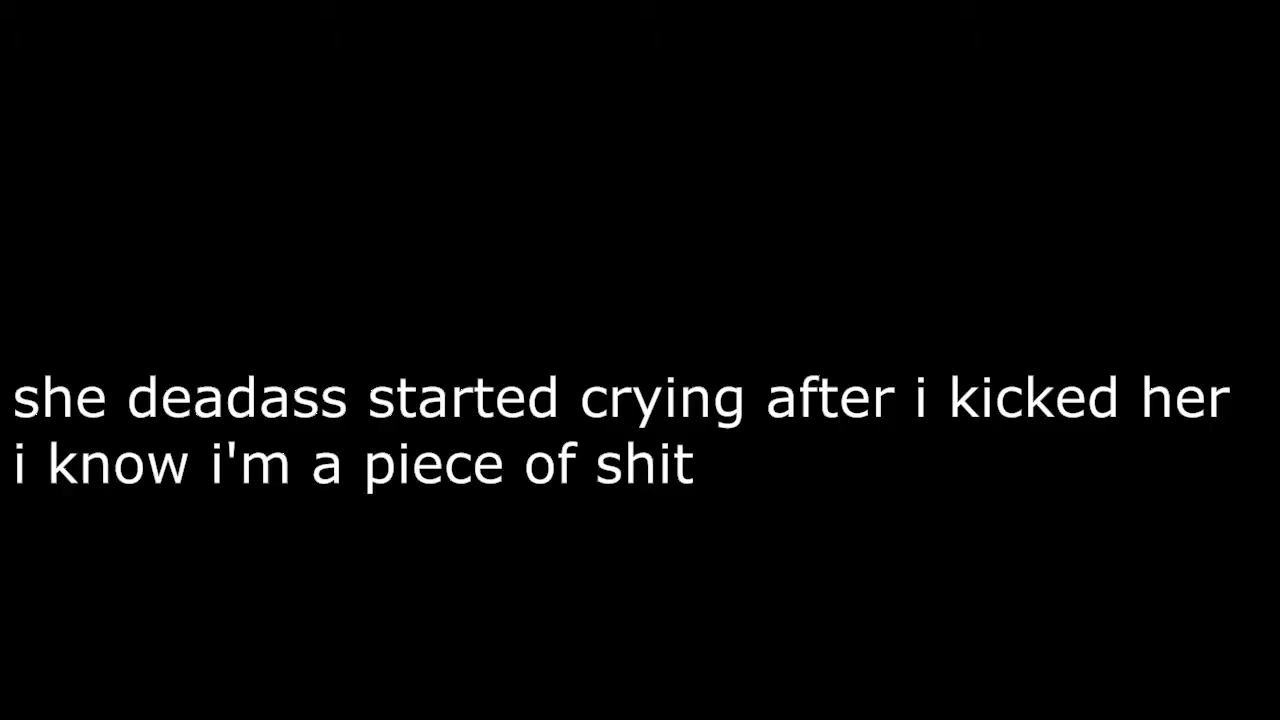 she deadass started crying after i kicked her
i know i'm a piece of shit